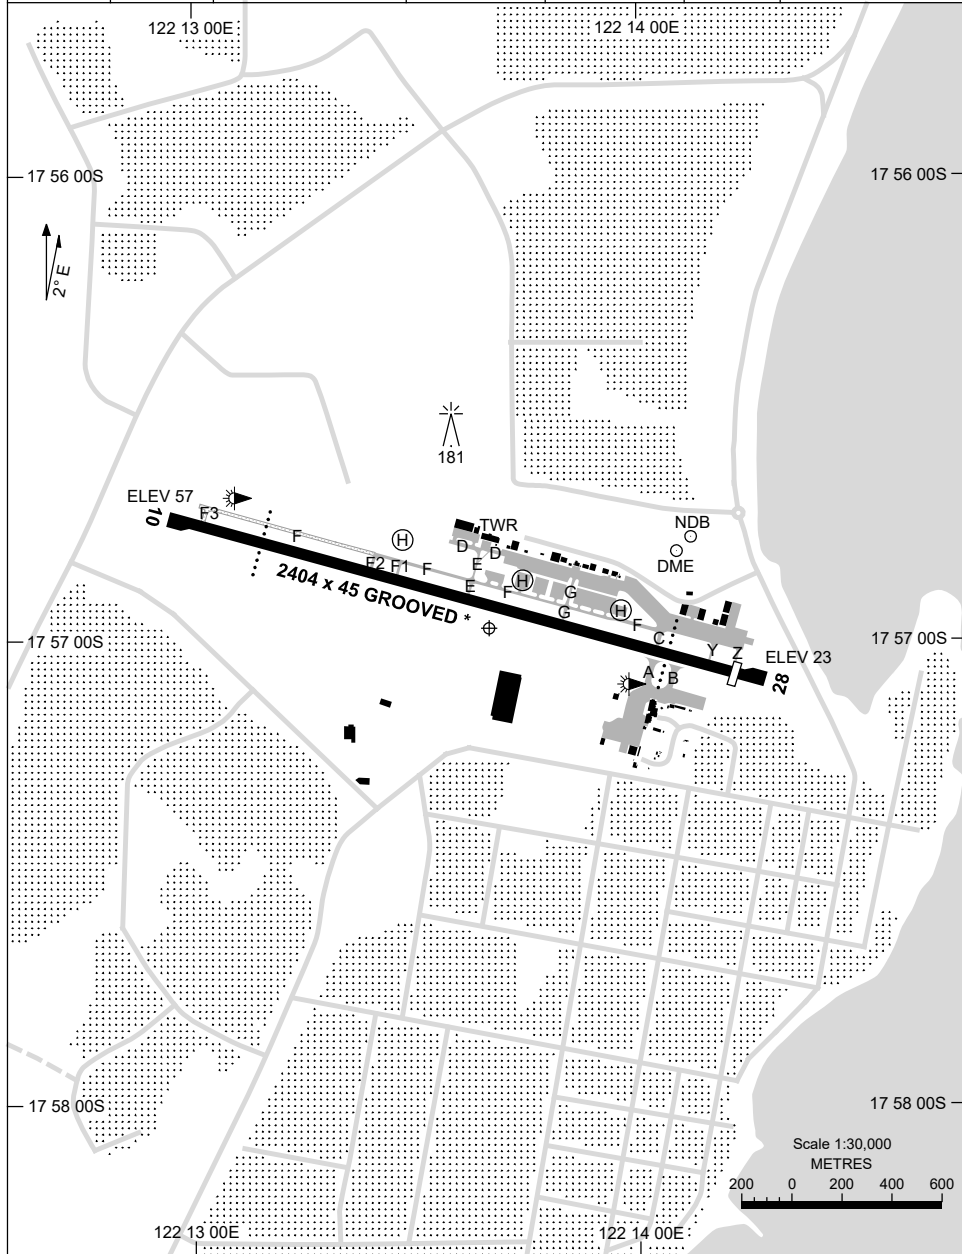 122 13 00E
122 14 00E
17 56 00S
17 56 00S
2° E
181
ELEV 57
10
F3
F
TWR
NDB
DME
H
D
D
F2
F1
F
E
E
F
H
G
G
H
F
2404 x 45 GROOVED *
C
17 57 00S
17 57 00S
Y
Z
ELEV 23
A
B
28
17 58 00S
17 58 00S
Scale 1:30,000
METRES
200 0 200 400 600
122 13 00E
122 14 00E